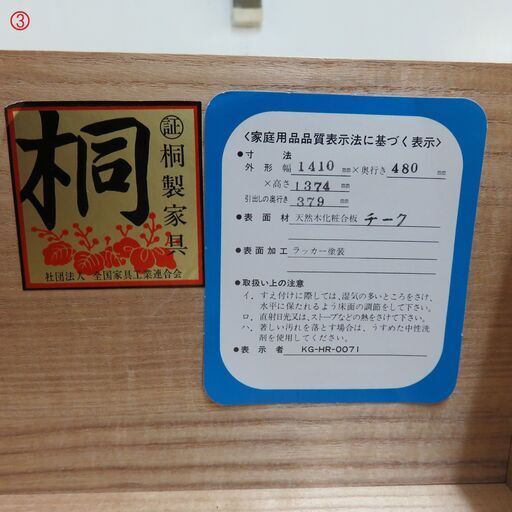 ③
桐
証
桐製家具
社団法人 全国家具工業連合会
〈家庭用品品質表示法に基づく表示〉
●寸法
外形 幅 1410 mm×奥行き 480 mm
×高さ 1374 mm
引出しの奥行き 379 mm
●表面材 天然木化粧合板 チーク
●表面加工 ラッカー塗装
●取扱い上の注意
イ. すえ付けに際しては、湿気の多いところをさけ、
水平に保たれるよう床面の調節をして下さい。
ロ. 直射日光又は、ストーブなどの熱をさけて下さい。
ハ. 著しい汚れを落とす場合は、うすめた中性洗
剤を使用してください。
●表示者 KG-HR-0071